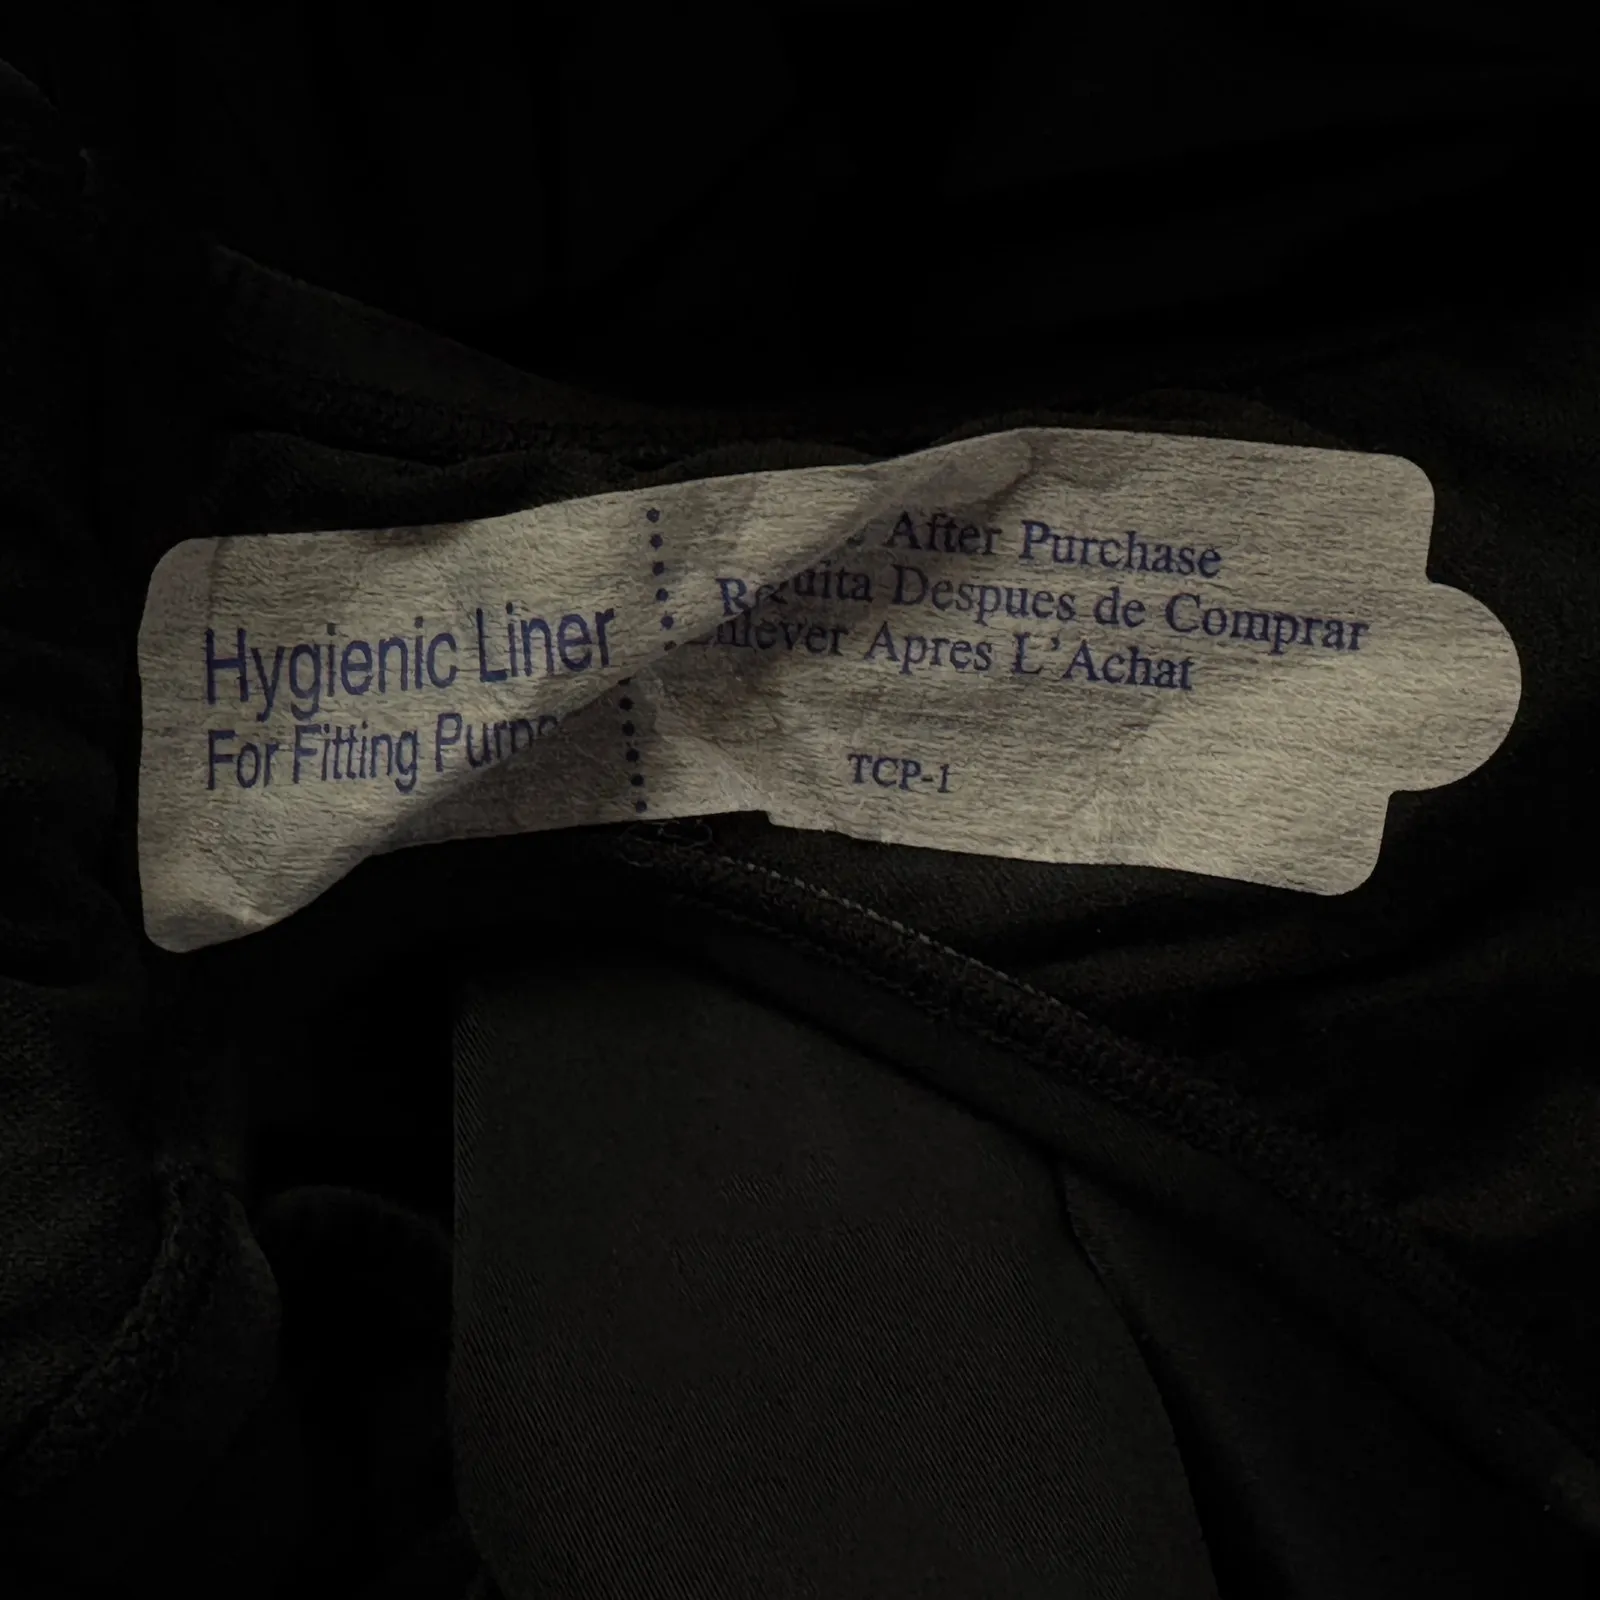 Hygienic Liner
For Fitting
After Purchase
Despues de Comprar
Apres L'Achat
TCP-1